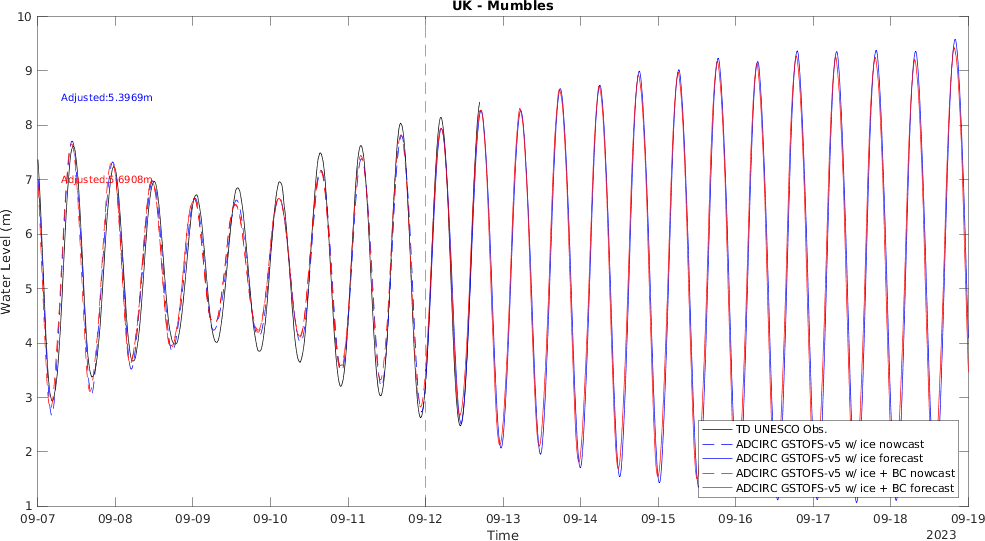 UK - Mumbles
10
9
8
7
6
5
4
3
2
1
Water Level (m)
Adjusted:5.3969m
Adjusted:5.6908m
TD UNESCO Obs.
ADCIRC GSTOFS-v5 w/ ice nowcast
ADCIRC GSTOFS-v5 w/ ice forecast
ADCIRC GSTOFS-v5 w/ ice + BC nowcast
ADCIRC GSTOFS-v5 w/ ice + BC forecast
09-07 09-08 09-09 09-10 09-11 09-12 09-13 09-14 09-15 09-16 09-17 09-18 09-19
Time
2023